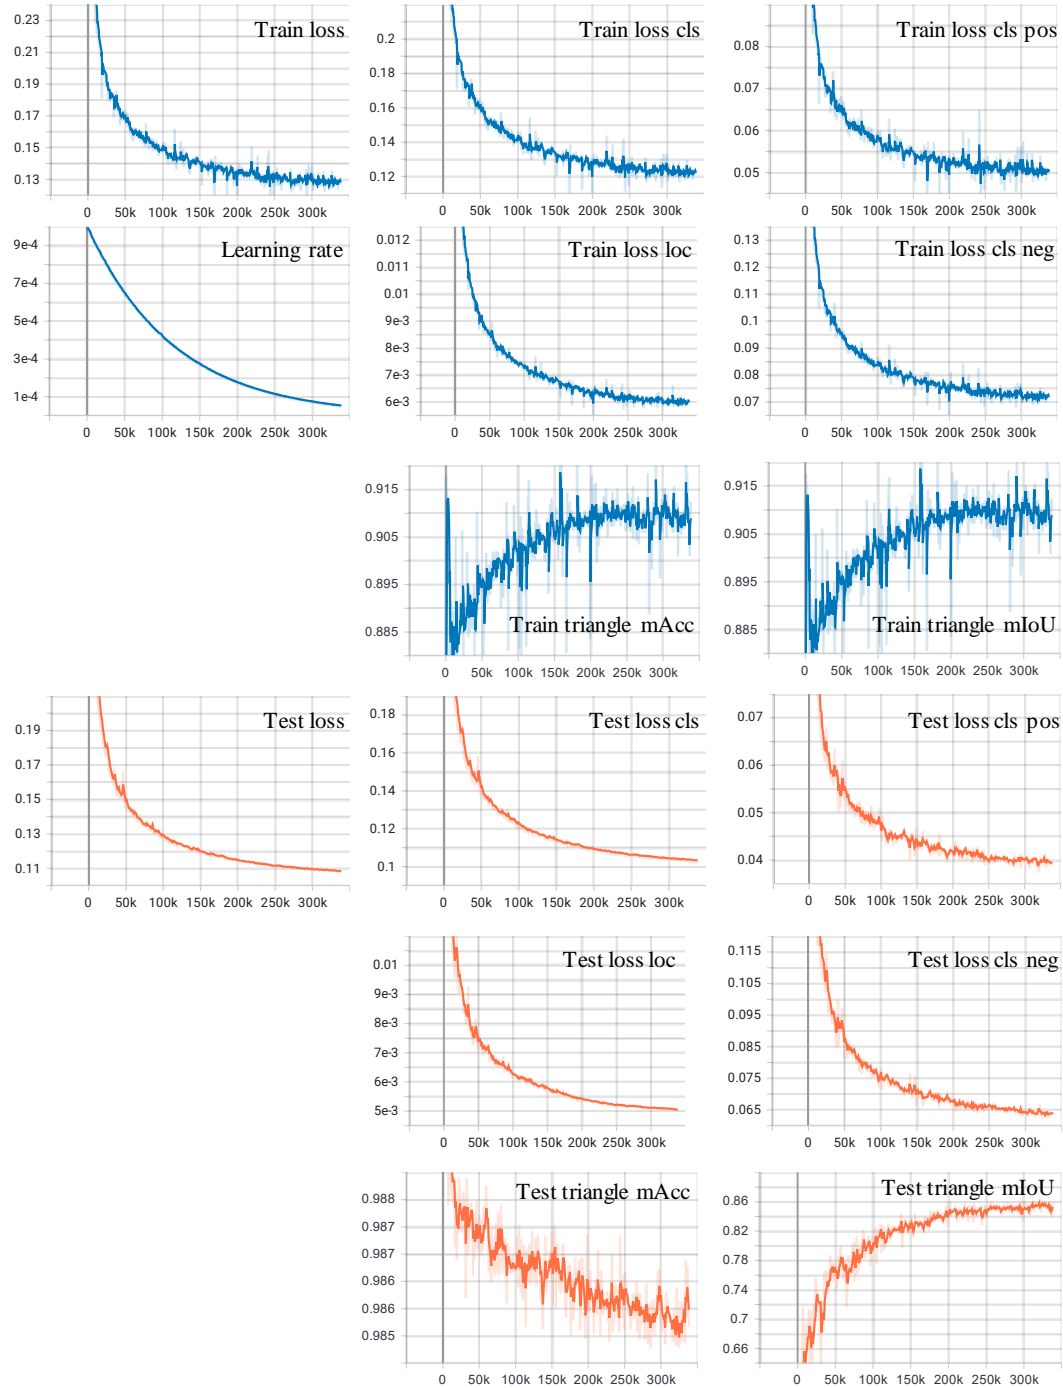 Train loss
0.23
0.21
0.19
0.17
0.15
0.13
0 50k 100k 150k 200k 250k 300k
Train loss cls
0.2
0.18
0.16
0.14
0.12
0 50k 100k 150k 200k 250k 300k
Train loss cls pos
0.08
0.07
0.06
0.05
0 50k 100k 150k 200k 250k 300k
Learning rate
9e-4
7e-4
5e-4
3e-4
1e-4
0 50k 100k 150k 200k 250k 300k
Train loss loc
0.012
0.011
0.01
9e-3
8e-3
7e-3
6e-3
0 50k 100k 150k 200k 250k 300k
Train loss cls neg
0.13
0.12
0.11
0.1
0.09
0.08
0.07
0 50k 100k 150k 200k 250k 300k
0.915
0.905
0.895
0.885
Train triangle mAcc
0 50k 100k 150k 200k 250k 300k
0.915
0.905
0.895
0.885
Train triangle mIoU
0 50k 100k 150k 200k 250k 300k
Test loss
0.19
0.17
0.15
0.13
0.11
0 50k 100k 150k 200k 250k 300k
Test loss cls
0.18
0.16
0.14
0.12
0.1
0 50k 100k 150k 200k 250k 300k
Test loss cls pos
0.07
0.06
0.05
0.04
0 50k 100k 150k 200k 250k 300k
Test loss loc
0.01
9e-3
8e-3
7e-3
6e-3
5e-3
0 50k 100k 150k 200k 250k 300k
Test loss cls neg
0.115
0.105
0.095
0.085
0.075
0.065
0 50k 100k 150k 200k 250k 300k
Test triangle mAcc
0.988
0.987
0.987
0.986
0.986
0.985
0 50k 100k 150k 200k 250k 300k
Test triangle mIoU
0.86
0.82
0.78
0.74
0.7
0.66
0 50k 100k 150k 200k 250k 300k